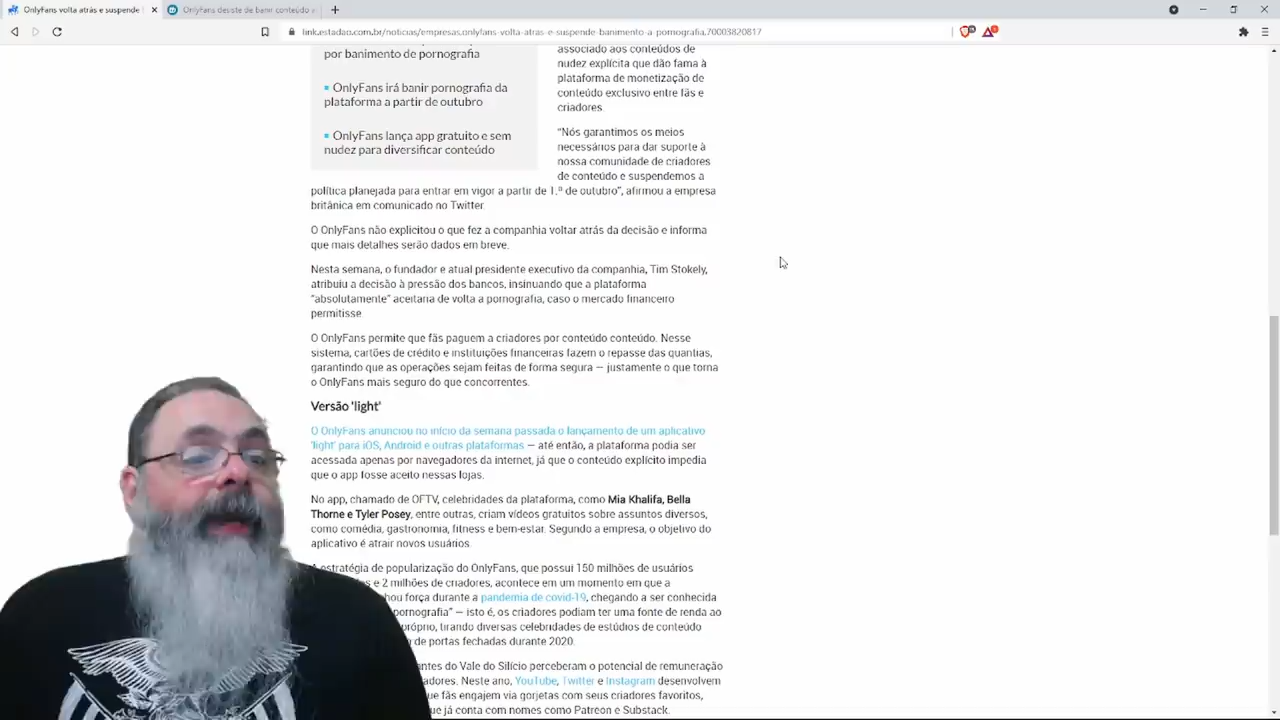 OnlyFans volta atrás e suspende
OnlyFans desiste de banir conteúdo
link.estadao.com.br/noticias/empresas,onlyfans-volta-atras-e-suspende-banimento-a-pornografia,70003820817
por banimento de pornografia
OnlyFans irá banir pornografia da
plataforma a partir de outubro
OnlyFans lança app gratuito e sem
nudez para diversificar conteúdo
associado aos conteúdos de
nudez explícita que dão fama à
plataforma de monetização de
conteúdo exclusivo entre fãs e
criadores.
“Nós garantimos os meios
necessários para dar suporte à
nossa comunidade de criadores
de conteúdo e suspendemos a
política planejada para entrar em vigor a partir de 1.º de outubro”, afirmou a empresa
britânica em comunicado no Twitter.
O OnlyFans não explicitou o que fez a companhia voltar atrás da decisão e informa
que mais detalhes serão dados em breve.
Nesta semana, o fundador e atual presidente executivo da companhia, Tim Stokely,
atribuiu a decisão à pressão dos bancos, insinuando que a plataforma
“absolutamente” aceitaria de volta a pornografia, caso o mercado financeiro
permitisse.
O OnlyFans permite que fãs paguem a criadores por conteúdo conteúdo. Nesse
sistema, cartões de crédito e instituições financeiras fazem o repasse das quantias,
garantindo que as operações sejam feitas de forma segura — justamente o que torna
o OnlyFans mais seguro do que concorrentes.
Versão 'light'
O OnlyFans anunciou no início da semana passada o lançamento de um aplicativo
'light' para iOS, Android e outras plataformas — até então, a plataforma podia ser
acessada apenas por navegadores da internet, já que o conteúdo explícito impedia
que o app fosse aceito nessas lojas.
No app, chamado de OFTV, celebridades da plataforma, como Mia Khalifa, Bella
Thorne e Tyler Posey, entre outras, criam vídeos gratuitos sobre assuntos diversos,
como comédia, gastronomia, fitness e bem-estar. Segundo a empresa, o objetivo do
aplicativo é atrair novos usuários.
A estratégia de popularização do OnlyFans, que possui 150 milhões de usuários
e 2 milhões de criadores, acontece em um momento em que a
força durante a pandemia de covid-19, chegando a ser conhecida
pornografia” — isto é, os criadores podiam ter uma fonte de renda ao
próprio, tirando diversas celebridades de estúdios de conteúdo
de portas fechadas durante 2020.
do Vale do Silício perceberam o potencial de remuneração
Neste ano, YouTube, Twitter e Instagram desenvolvem
fãs engajem via gorjetas com seus criadores favoritos,
já conta com nomes como Patreon e Substack.